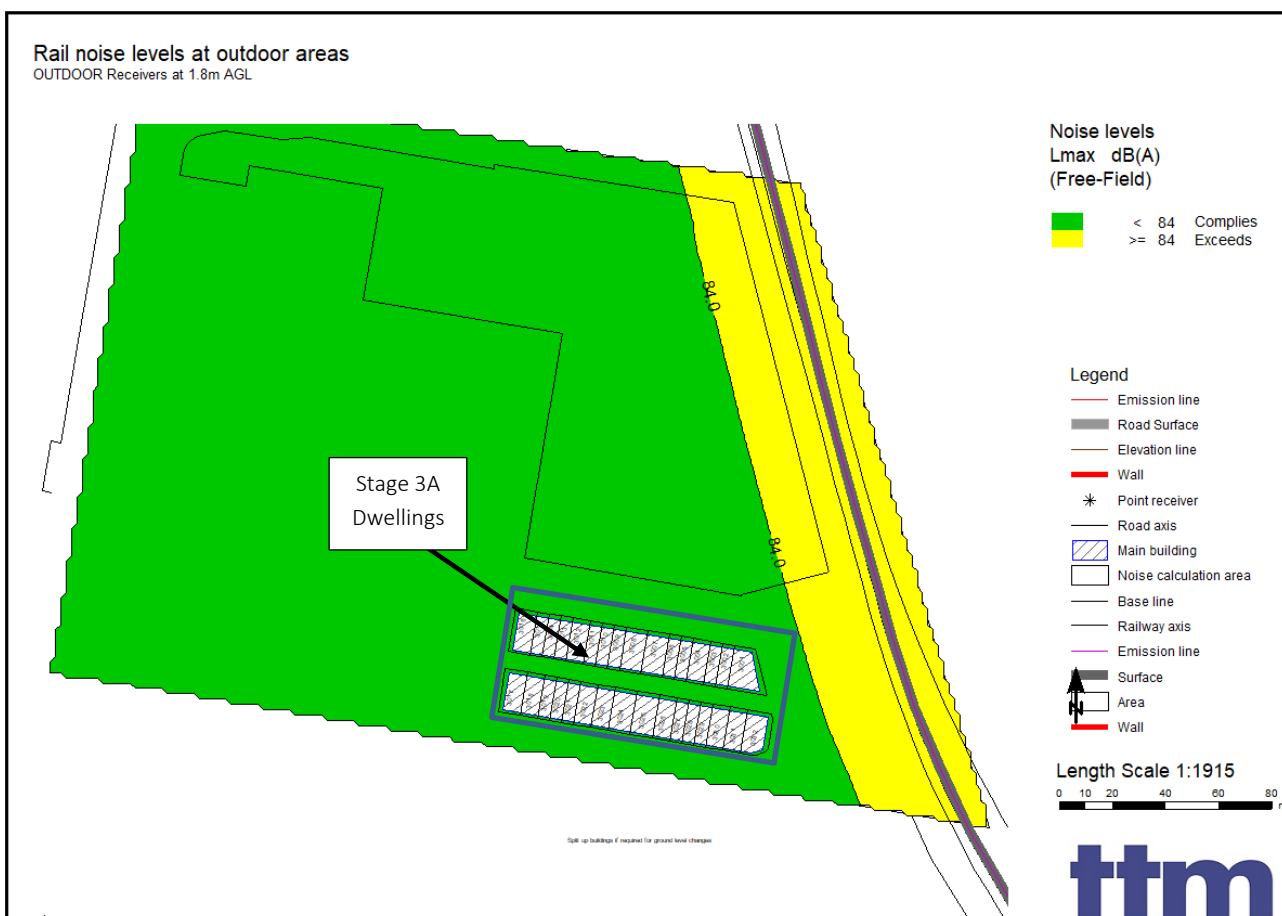 Rail noise levels at outdoor areas
OUTDOOR Receivers at 1.8m AGL
Noise levels
Lmax dB(A)
(Free-Field)
< 84 Complies
>= 84 Exceeds
84.0
84.0
Stage 3A
Dwellings
Legend
Emission line
Road Surface
Elevation line
Wall
Point receiver
Road axis
Main building
Noise calculation area
Base line
Railway axis
Emission line
Surface
Area
Wall
N
Length Scale 1:1915
0 10 20 40 60 80
m
Split up buildings if required for ground level changes
ttm